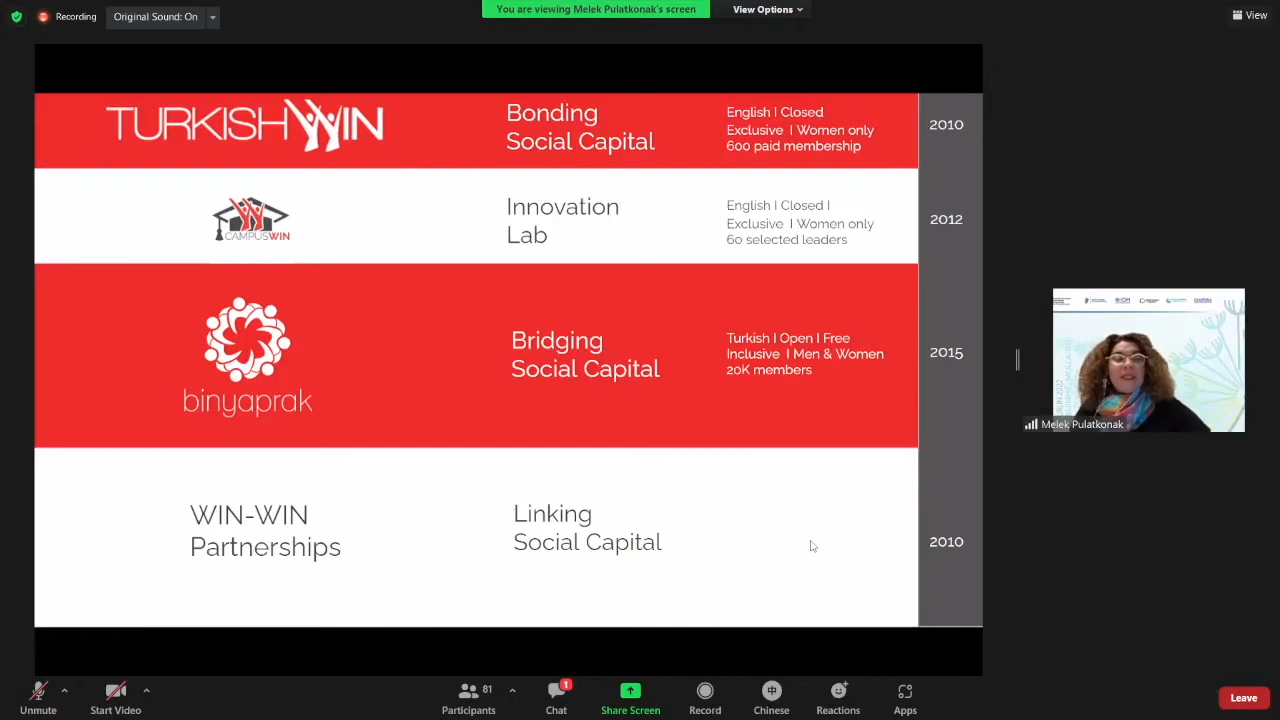 Recording
Original Sound: On
You are viewing Melek Pulatkonak's screen
View Options
View
TURKISHWIN
Bonding
Social Capital
English I Closed
Exclusive I Women only
600 paid membership
2010
CAMPUSWIN
Innovation
Lab
English I Closed I
Exclusive I Women only
60 selected leaders
2012
binyaprak
Bridging
Social Capital
Turkish I Open I Free
Inclusive I Men & Women
20K members
2015
WIN-WIN
Partnerships
Linking
Social Capital
2010
Melek Pulatkonak
Unmute
Start Video
Participants
81
Chat
1
Share Screen
Record
中
Chinese
Reactions
Apps
Leave